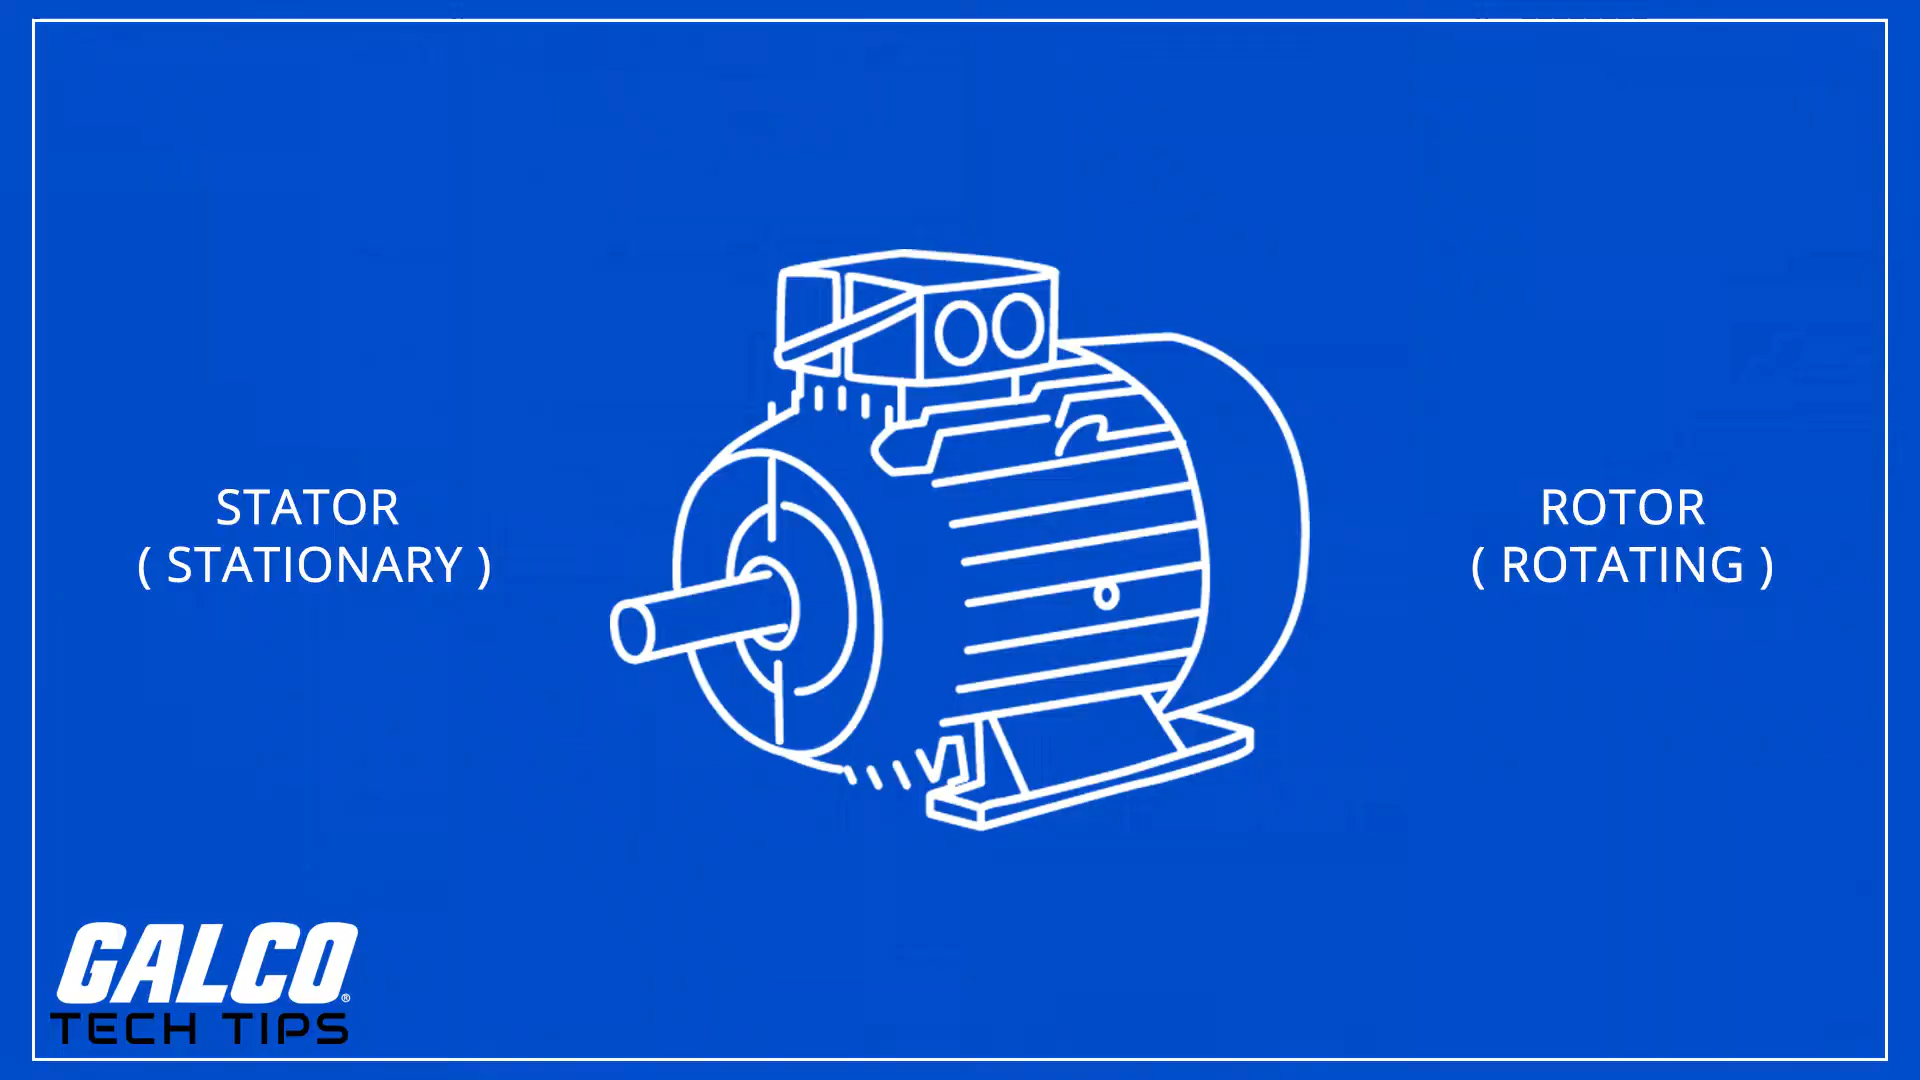 STATOR
( STATIONARY )
ROTOR
( ROTATING )
GALCO®
TECH TIPS